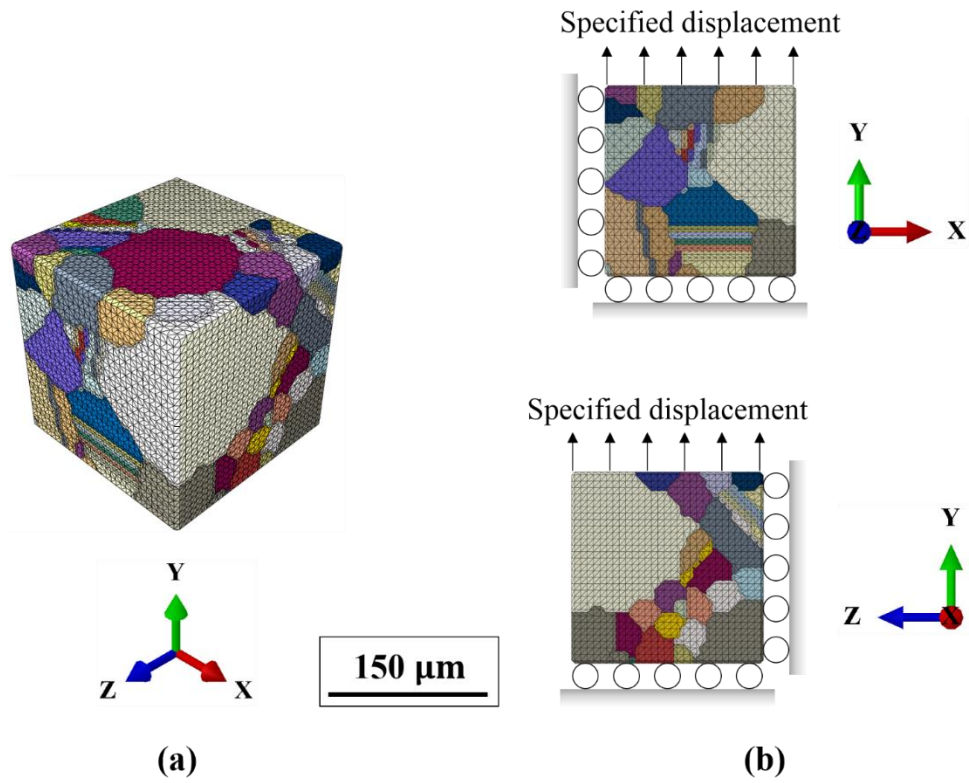 Specified displacement
Y
Z
X
Specified displacement
Y
Z
X
Y
Z
X
150 μm
(a)
(b)